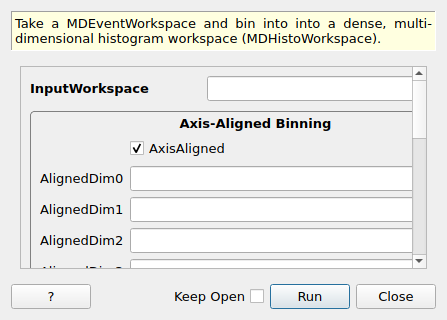 Take a MDEventWorkspace and bin into into a dense, multi-
dimensional histogram workspace (MDHistoWorkspace).
InputWorkspace
Axis-Aligned Binning
AxisAligned
AlignedDim0
AlignedDim1
AlignedDim2
?
Keep Open
Run
Close